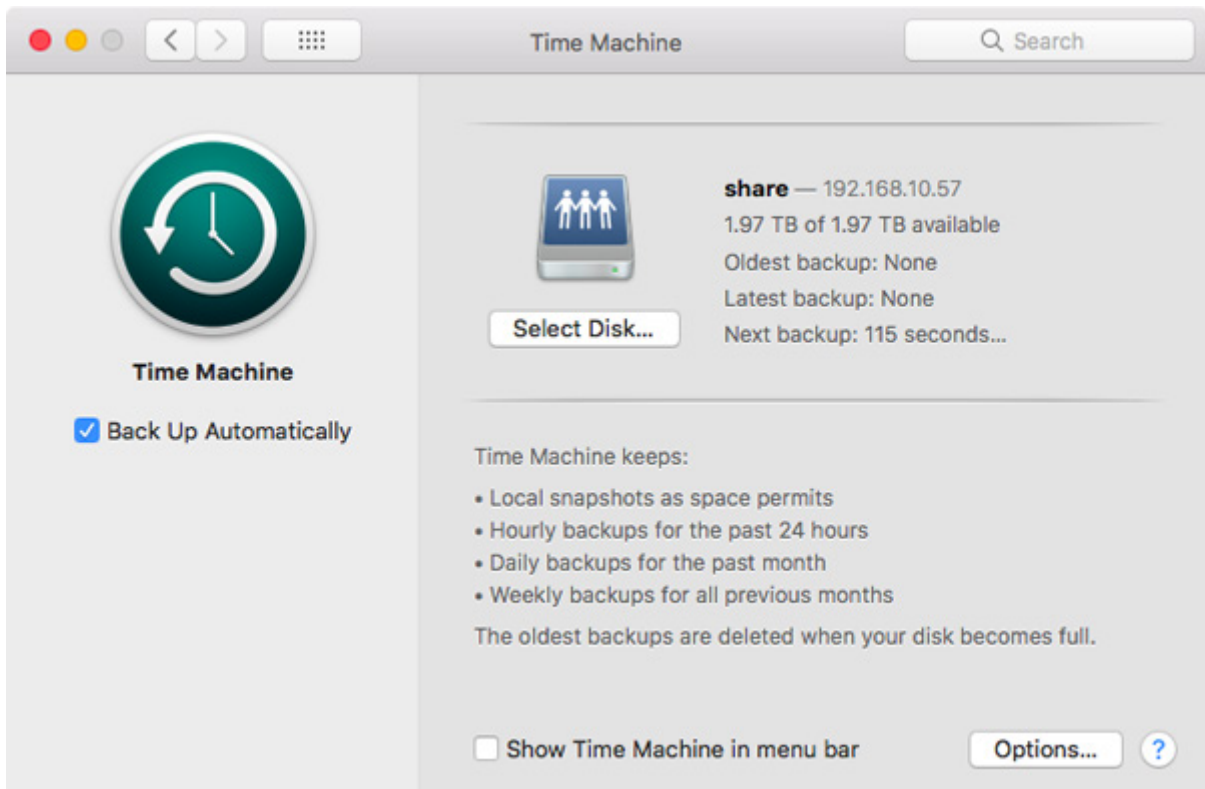 Time Machine
Search
share — 192.168.10.57
1.97 TB of 1.97 TB available
Oldest backup: None
Latest backup: None
Next backup: 115 seconds...
Select Disk...
Time Machine
Back Up Automatically
Time Machine keeps:
• Local snapshots as space permits
• Hourly backups for the past 24 hours
• Daily backups for the past month
• Weekly backups for all previous months
The oldest backups are deleted when your disk becomes full.
Show Time Machine in menu bar
Options...
?